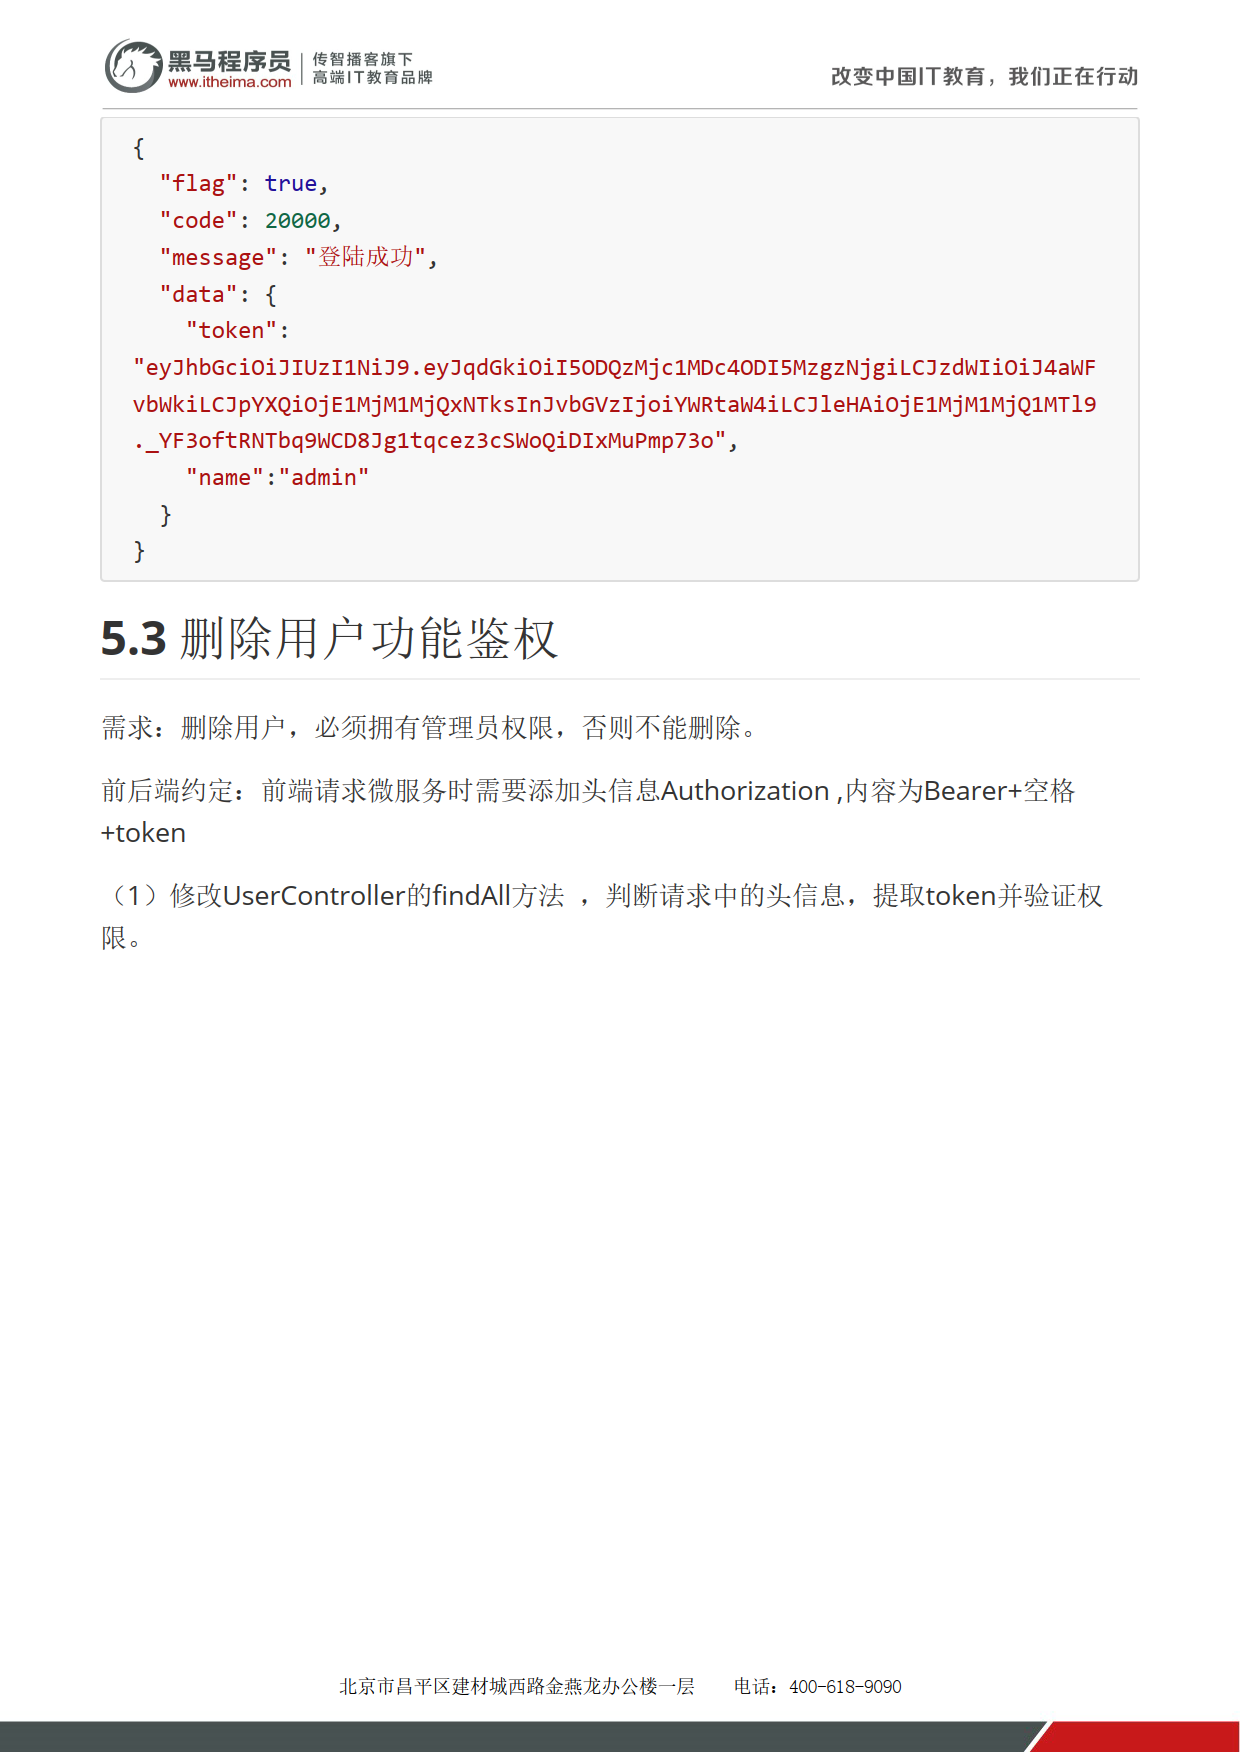 黑马程序员
www.itheima.com
传智播客旗下
高端IT教育品牌
改变中国IT教育，我们正在行动
{
"flag": true,
"code": 20000,
"message": "登陆成功",
"data": {
"token":
"eyJhbGciOiJIUzI1NiJ9.eyJqdGkiOiI5ODQzMjc1MDc4ODI5MzgzNjgiLCJzdWIiOiJ4aWF
vbWkiLCJpYXQiOjE1MjM1MjQxNTksInJvbGVzIjoiYWRtaW4iLCJleHAiOjE1MjM1MjQ1MTl9
._YF3oftRNTbq9WCD8Jg1tqcez3cSWoQiDIxMuPmp73o",
"name":"admin"
}
}
5.3 删除用户功能鉴权
需求：删除用户，必须拥有管理员权限，否则不能删除。
前后端约定：前端请求微服务时需要添加头信息Authorization ,内容为Bearer+空格
+token
（1）修改UserController的findAll方法 ，判断请求中的头信息，提取token并验证权
限。
北京市昌平区建材城西路金燕龙办公楼一层 电话：400-618-9090